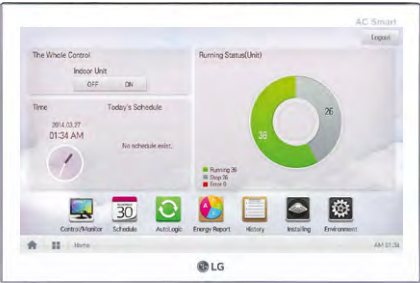 AC Smart
Logout
The Whole Control
Indoor Unit
OFF ON
Running Status(Unit)
36
26
Running 36
Stop 26
Error 0
Time
2014.03.27
01:34 AM
Today's Schedule
No schedule exist.
30
Control/Monitor Schedule AutoLogic Energy Report History Installing Environment
Home
AM 01:34
LG